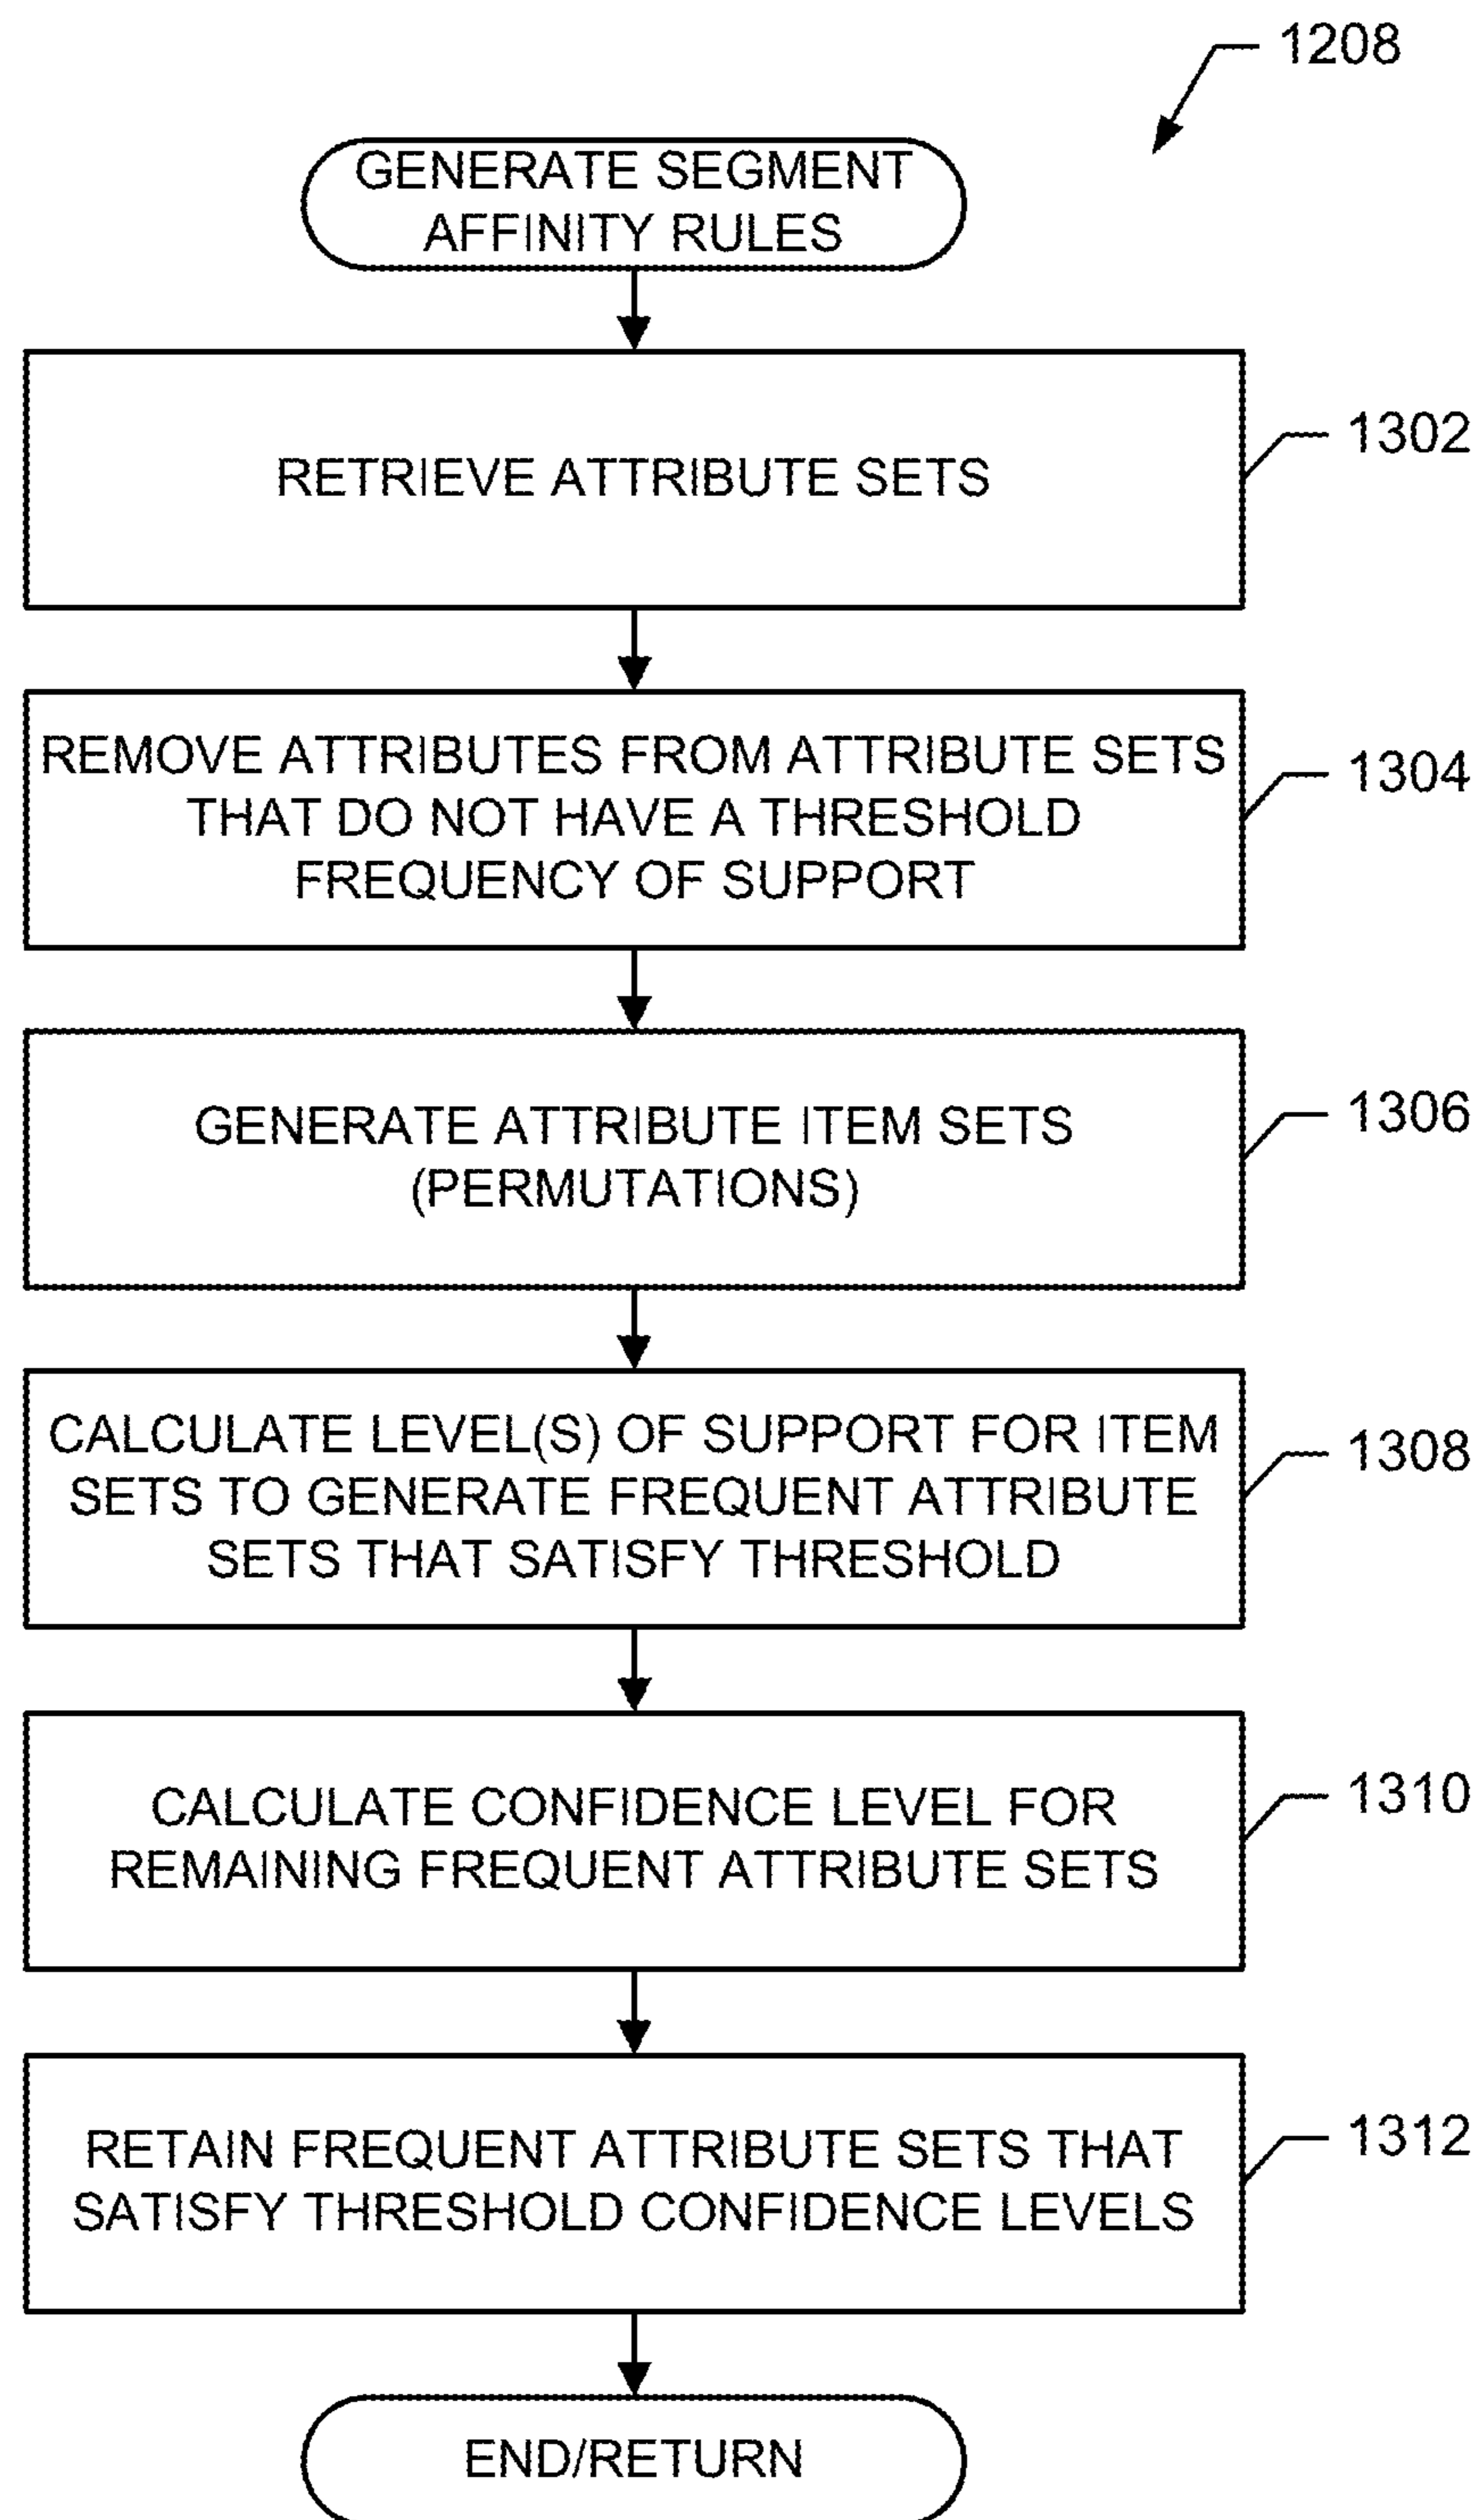 1208
GENERATE SEGMENT
AFFINITY RULES
RETRIEVE ATTRIBUTE SETS
1302
REMOVE ATTRIBUTES FROM ATTRIBUTE SETS
THAT DO NOT HAVE A THRESHOLD
FREQUENCY OF SUPPORT
1304
GENERATE ATTRIBUTE ITEM SETS
(PERMUTATIONS)
1306
CALCULATE LEVEL(S) OF SUPPORT FOR ITEM
SETS TO GENERATE FREQUENT ATTRIBUTE
SETS THAT SATISFY THRESHOLD
1308
CALCULATE CONFIDENCE LEVEL FOR
REMAINING FREQUENT ATTRIBUTE SETS
1310
RETAIN FREQUENT ATTRIBUTE SETS THAT
SATISFY THRESHOLD CONFIDENCE LEVELS
1312
END/RETURN